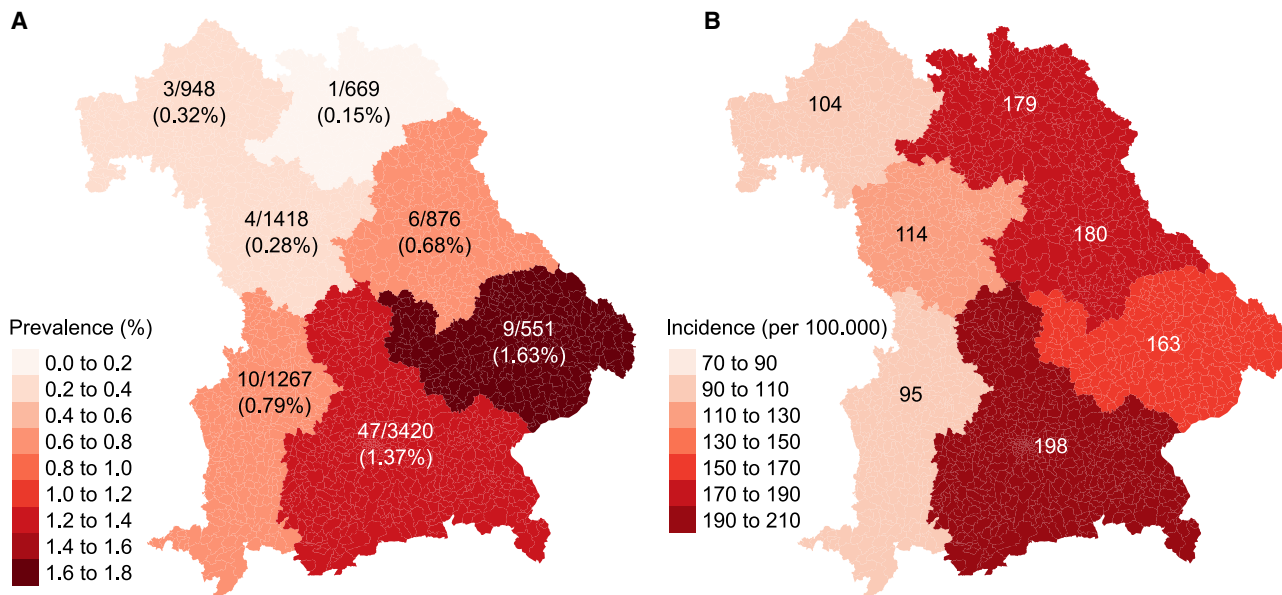 A
3/948
(0.32%)
1/669
(0.15%)
4/1418
(0.28%)
6/876
(0.68%)
9/551
(1.63%)
10/1267
(0.79%)
47/3420
(1.37%)
Prevalence (%)
0.0 to 0.2
0.2 to 0.4
0.4 to 0.6
0.6 to 0.8
0.8 to 1.0
1.0 to 1.2
1.2 to 1.4
1.4 to 1.6
1.6 to 1.8
B
104
179
114
180
163
95
198
Incidence (per 100.000)
70 to 90
90 to 110
110 to 130
130 to 150
150 to 170
170 to 190
190 to 210